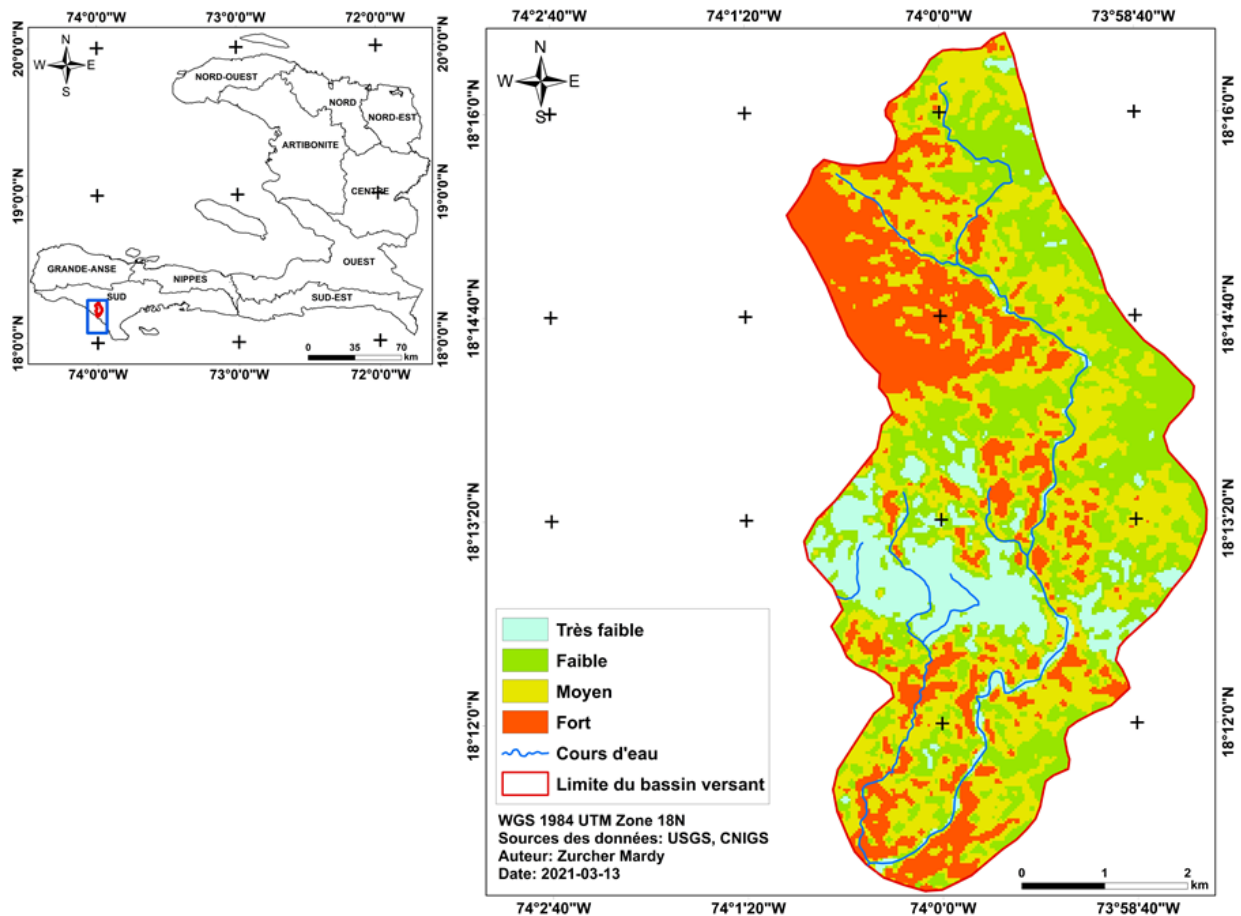 74°0'0"W
73°0'0"W
72°0'0"W
20°0'0"N
20°0'0"N
N
W
E
S
NORD-OUEST
NORD
NORD-EST
ARTIBONITE
CENTRE
19°0'0"N
19°0'0"N
OUEST
GRANDE-ANSE
NIPPES
SUD
SUD-EST
18°0'0"N
18°0'0"N
0 35 70
km
74°0'0"W
73°0'0"W
72°0'0"W
74°2'40"W
74°1'20"W
74°0'0"W
73°58'40"W
N
W
E
S
18°16'0"N
18°16'0"N
18°14'40"N
18°14'40"N
18°13'20"N
18°13'20"N
18°12'0"N
18°12'0"N
Très faible
Faible
Moyen
Fort
Cours d'eau
Limite du bassin versant
WGS 1984 UTM Zone 18N
Sources des données: USGS, CNIGS
Auteur: Zurcher Mardy
Date: 2021-03-13
0 1 2
km
74°2'40"W
74°1'20"W
74°0'0"W
73°58'40"W